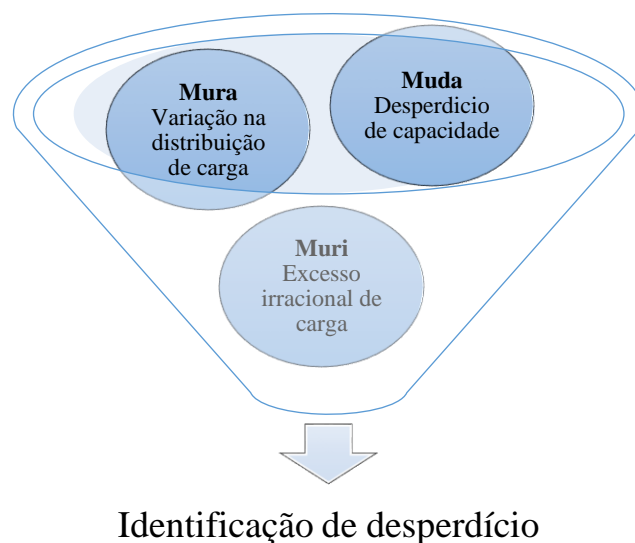 Mura
Variação na
distribuição
de carga
Muda
Desperdicio
de capacidade
Muri
Excesso
irracional de
carga
Identificação de desperdício